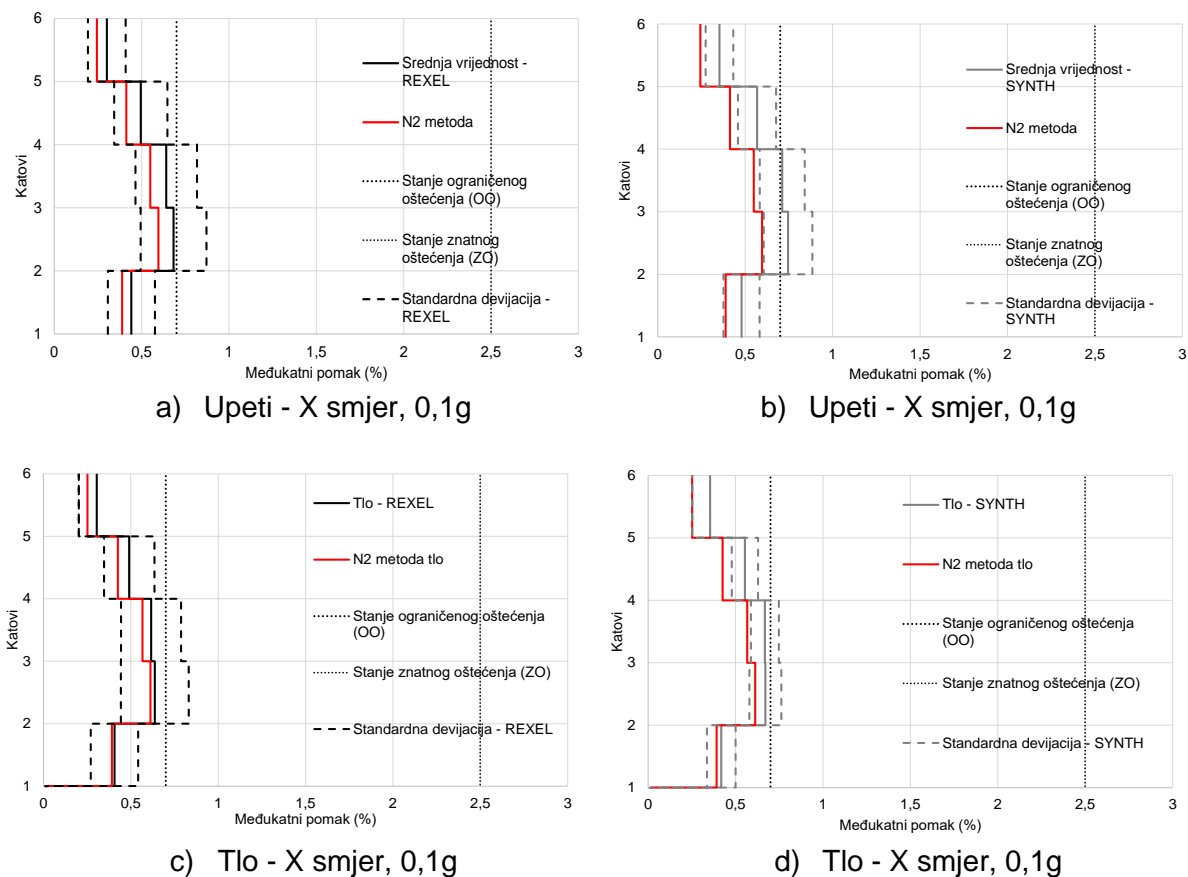 6
5
4
3
2
1
Katovi
0
0,5
1
1,5
2
2,5
3
Međukatni pomak (%)
Srednja vrijednost -
REXEL
N2 metoda
Stanje ograničenog
oštećenja (OO)
Stanje znatnog
oštećenja (ZO)
Standardna devijacija -
REXEL
a) Upeti - X smjer, 0,1g
6
5
4
3
2
1
Katovi
0
0,5
1
1,5
2
2,5
3
Međukatni pomak (%)
Srednja vrijednost -
SYNTH
N2 metoda
Stanje ograničenog
oštećenja (OO)
Stanje znatnog
oštećenja (ZO)
Standardna devijacija -
SYNTH
b) Upeti - X smjer, 0,1g
6
5
4
3
2
1
Katovi
0
0,5
1
1,5
2
2,5
3
Međukatni pomak (%)
Tlo - REXEL
N2 metoda tlo
Stanje ograničenog oštećenja
(OO)
Stanje znatnog oštećenja (ZO)
Standardna devijacija - REXEL
c) Tlo - X smjer, 0,1g
6
5
4
3
2
1
Katovi
0
0,5
1
1,5
2
2,5
3
Međukatni pomak (%)
Tlo - SYNTH
N2 metoda tlo
Stanje ograničenog oštećenja
(OO)
Stanje znatnog oštećenja (ZO)
Standardna devijacija - SYNTH
d) Tlo - X smjer, 0,1g